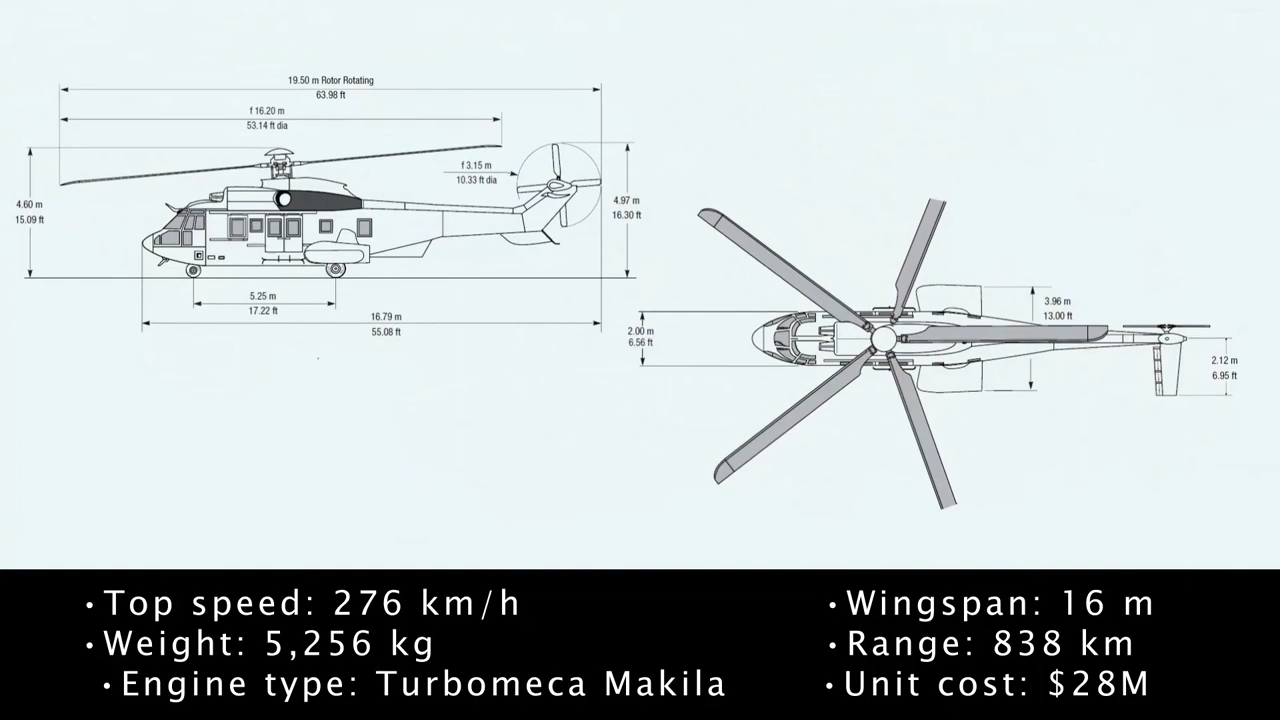 19.50 m Rotor Rotating
63.98 ft
f 16.20 m
53.14 ft dia
f 3.15 m
10.33 ft dia
4.60 m
15.09 ft
4.97 m
16.30 ft
5.25 m
17.22 ft
16.79 m
55.08 ft
2.00 m
6.56 ft
3.96 m
13.00 ft
2.12 m
6.95 ft
•Top speed: 276 km/h
•Weight: 5,256 kg
•Engine type: Turbomeca Makila
•Wingspan: 16 m
•Range: 838 km
•Unit cost: $28M